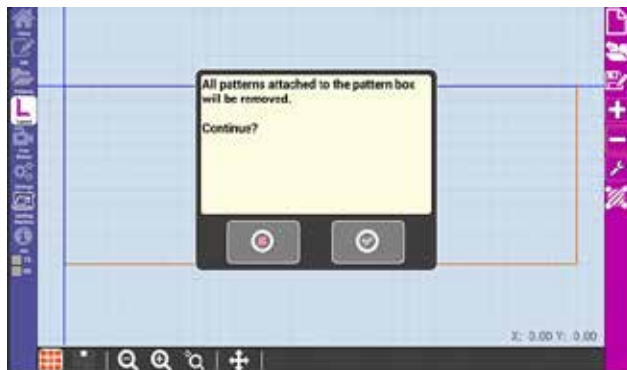 All patterns attached to the pattern box
will be removed.
Continue?
L
X: 0.00 Y: 0.00